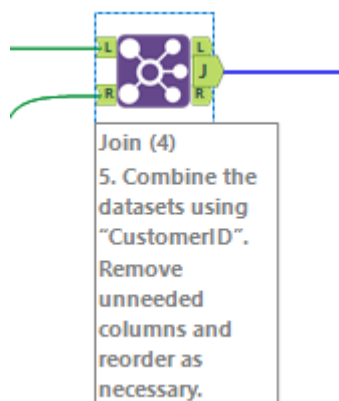 L L
J
R R
Join (4)
5. Combine the
datasets using
“CustomerID”.
Remove
unneeded
columns and
reorder as
necessary.